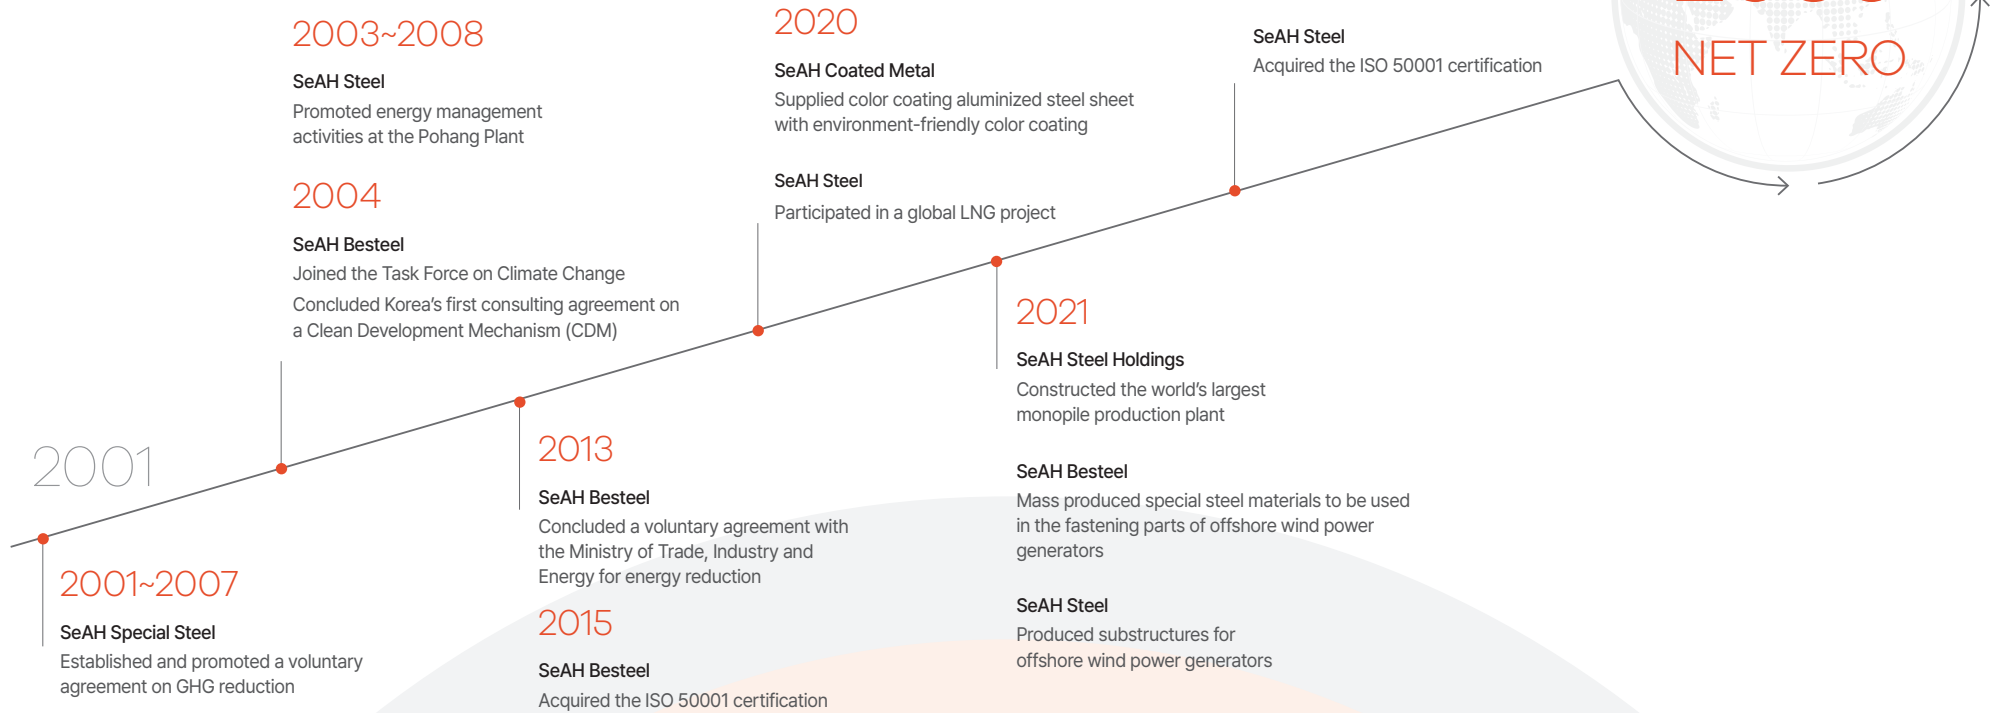 2003~2008
SeAH Steel
Promoted energy management
activities at the Pohang Plant
2004
SeAH Besteel
Joined the Task Force on Climate Change
Concluded Korea's first consulting agreement on
a Clean Development Mechanism (CDM)
2020
SeAH Coated Metal
Supplied color coating aluminized steel sheet
with environment-friendly color coating
SeAH Steel
Participated in a global LNG project
SeAH Steel
Acquired the ISO 50001 certification
NET ZERO
2001
2001~2007
SeAH Special Steel
Established and promoted a voluntary
agreement on GHG reduction
2013
SeAH Besteel
Concluded a voluntary agreement with
the Ministry of Trade, Industry and
Energy for energy reduction
2015
SeAH Besteel
Acquired the ISO 50001 certification
2021
SeAH Steel Holdings
Constructed the world's largest
monopile production plant
SeAH Besteel
Mass produced special steel materials to be used
in the fastening parts of offshore wind power
generators
SeAH Steel
Produced substructures for
offshore wind power generators